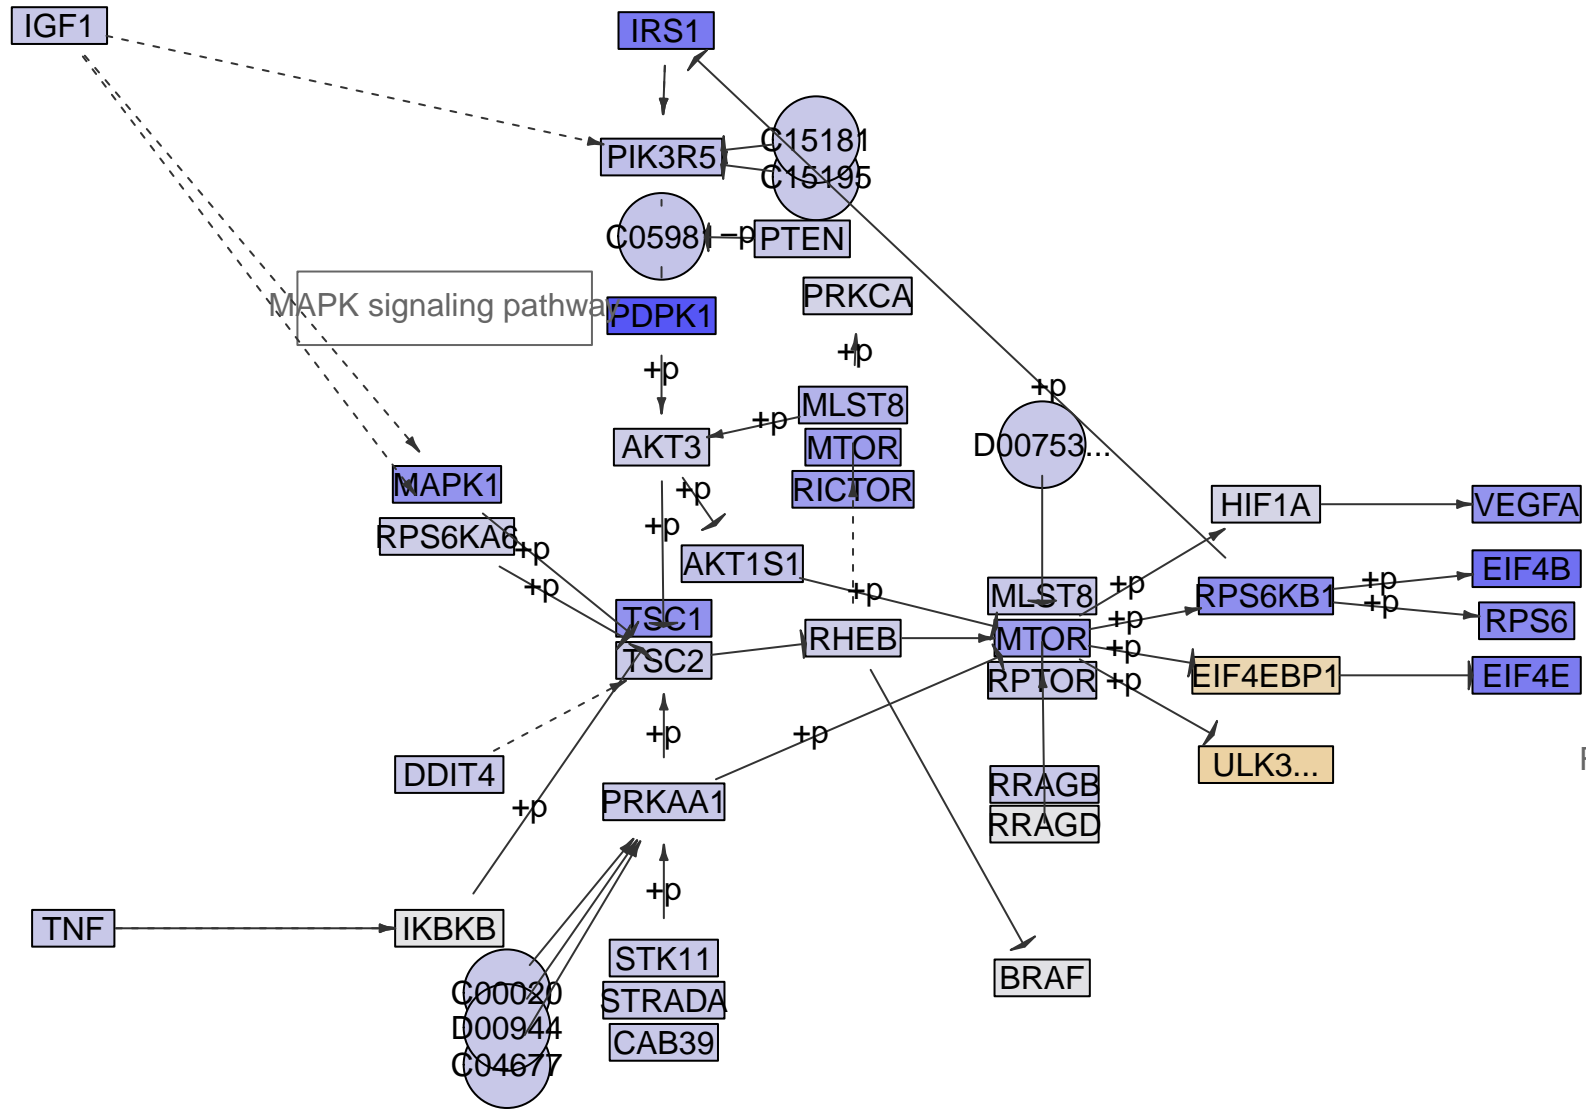 IGF1
IRS1
C15181
PIK3R5
C15195
C0598
-p
PTEN
MAPK signaling pathway
PDPK1
PRKCA
+p
+p
+p
MLST8
+p
AKT3
MTOR
D00753...
MAPK1
RICTOR
+p
HIF1A
VEGFA
RPS6KA6
+p
+p
AKT1S1
EIF4B
+p
+p
MLST8
+p
RPS6KB1
+p
+p
TSC1
+p
RPS6
RHEB
MTOR
+p
TSC2
RPTOR
+p
EIF4EBP1
EIF4E
+p
+p
ULK3...
DDIT4
RRAGB
PRKAA1
+p
RRAGD
+p
TNF
IKBKB
STK11
BRAF
C00020
STRADA
D00944
CAB39
C04677